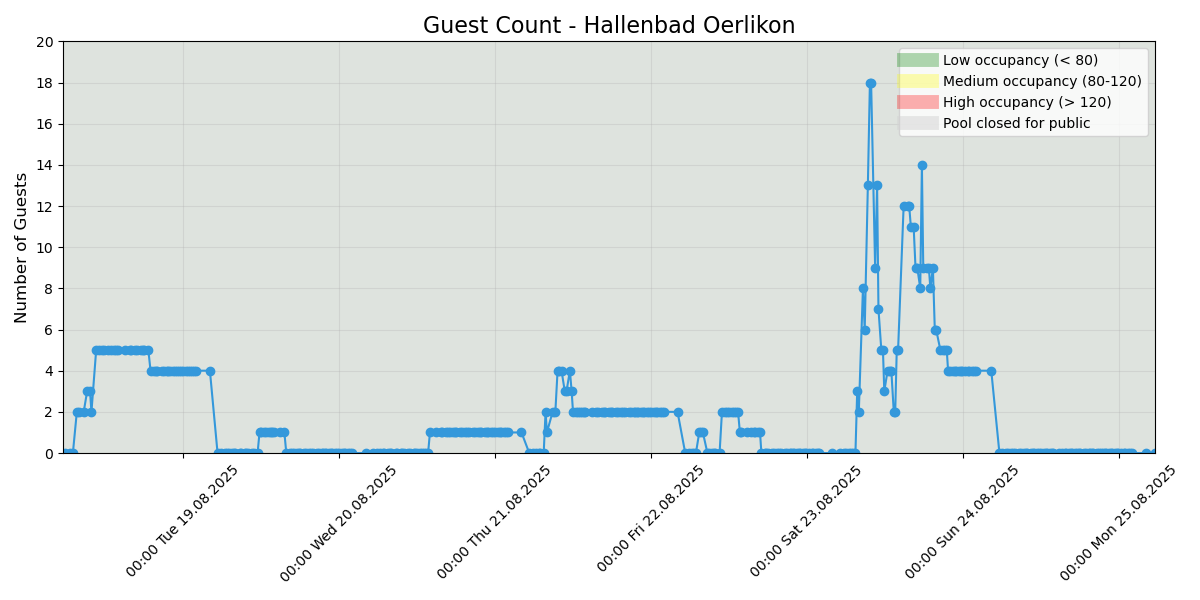 Guest Count - Hallenbad Oerlikon
Number of Guests
20
18
16
14
12
10
8
6
4
2
0
Low occupancy (< 80)
Medium occupancy (80-120)
High occupancy (> 120)
Pool closed for public
00:00 Tue 19.08.2025
00:00 Wed 20.08.2025
00:00 Thu 21.08.2025
00:00 Fri 22.08.2025
00:00 Sat 23.08.2025
00:00 Sun 24.08.2025
00:00 Mon 25.08.2025